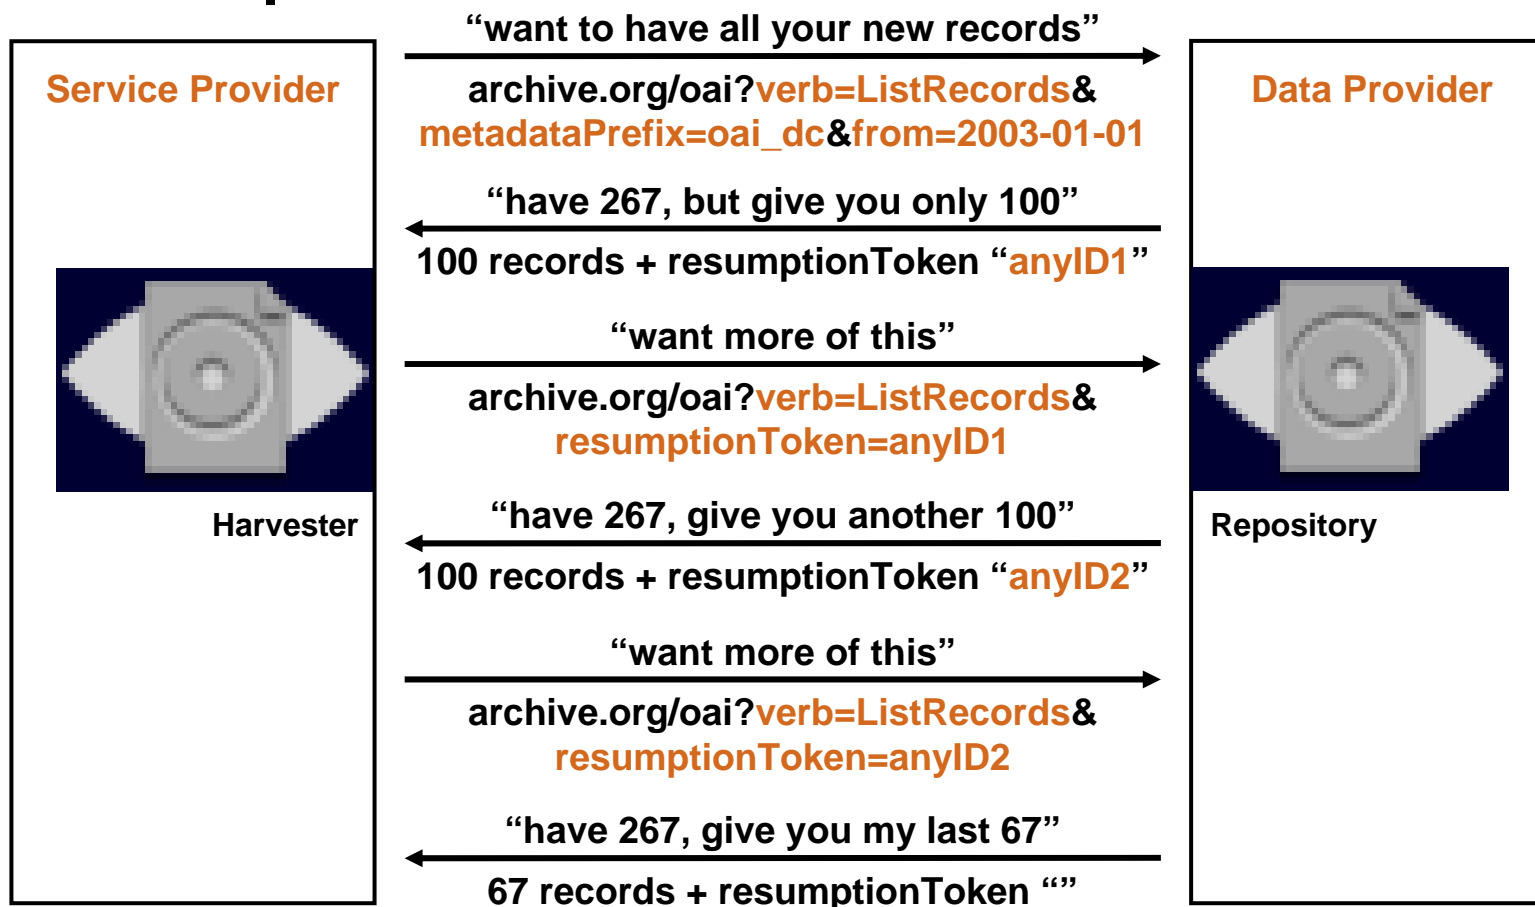 “want to have all your new records”
Service Provider
archive.org/oai?verb=ListRecords&
metadataPrefix=oai_dc&from=2003-01-01
Data Provider
“have 267, but give you only 100”
100 records + resumptionToken “anyID1”
“want more of this”
archive.org/oai?verb=ListRecords&
resumptionToken=anyID1
Harvester
“have 267, give you another 100”
Repository
100 records + resumptionToken “anyID2”
“want more of this”
archive.org/oai?verb=ListRecords&
resumptionToken=anyID2
“have 267, give you my last 67”
67 records + resumptionToken “”